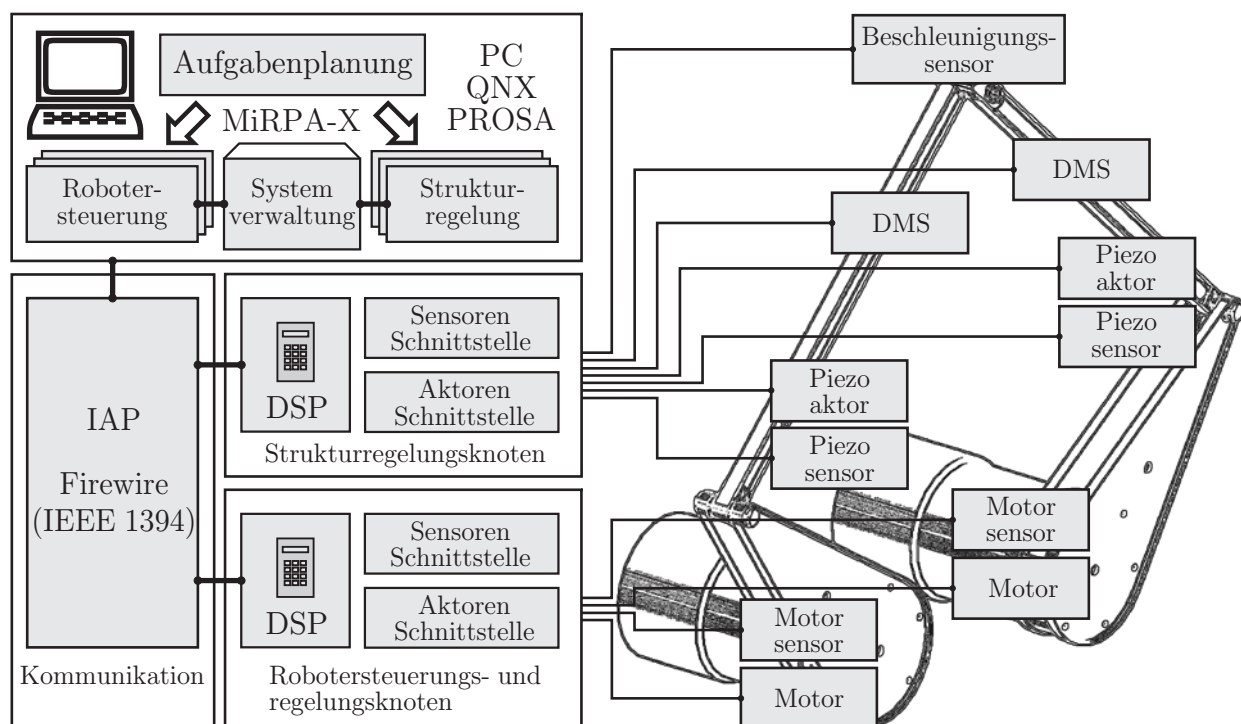 Aufgabenplanung
PC
QNX
PROSA
MiRPA-X
Roboter-
steuerung
System
verwaltung
Struktur-
regelung
IAP
Firewire
(IEEE 1394)
Kommunikation
DSP
Sensoren
Schnittstelle
Aktoren
Schnittstelle
Strukturregelungsknoten
DSP
Sensoren
Schnittstelle
Aktoren
Schnittstelle
Robotersteuerungs- und
regelungsknoten
Beschleunigungs-
sensor
DMS
DMS
Piezo
aktor
Piezo
sensor
Piezo
aktor
Piezo
sensor
Motor
sensor
Motor
Motor
sensor
Motor